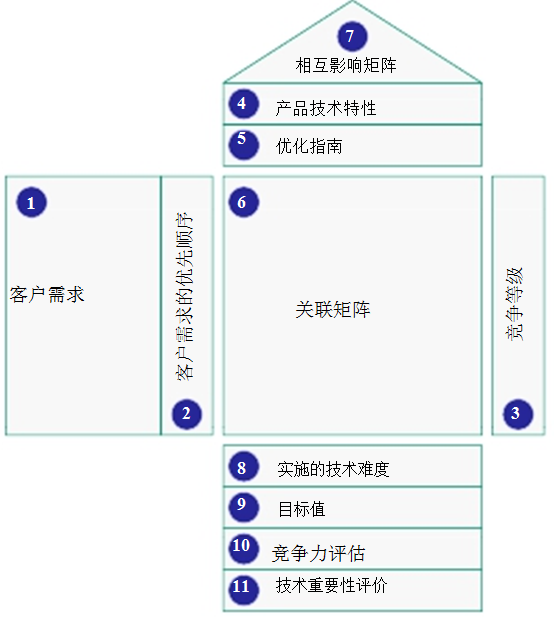 7
相互影响矩阵
4
产品技术特性
5
优化指南
1
客户需求
客户需求的优先顺序
2
6
关联矩阵
竞争等级
3
8
实施的技术难度
9
目标值
10
竞争力评估
11
技术重要性评价